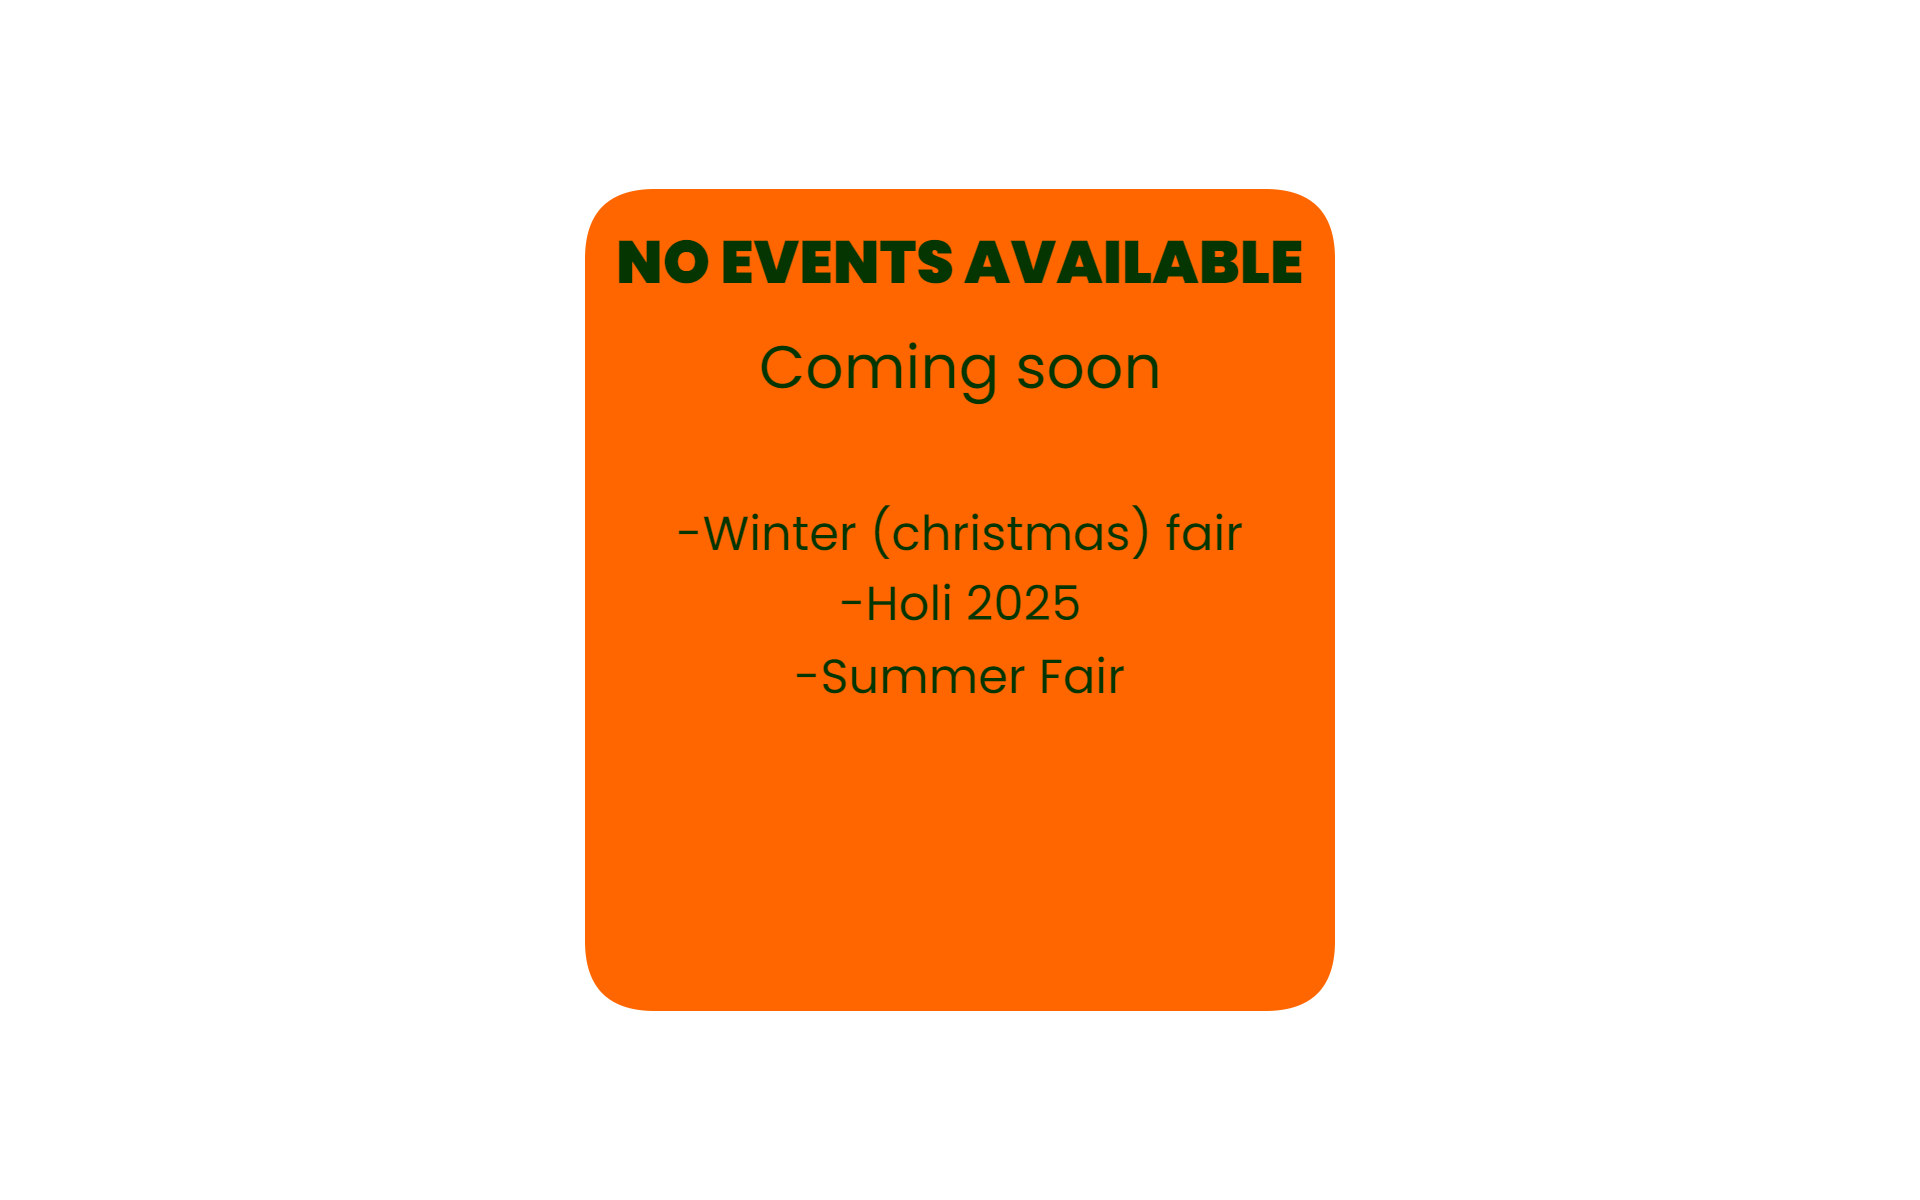 NO EVENTS AVAILABLE
Coming soon
-Winter (christmas) fair
-Holi 2025
-Summer Fair